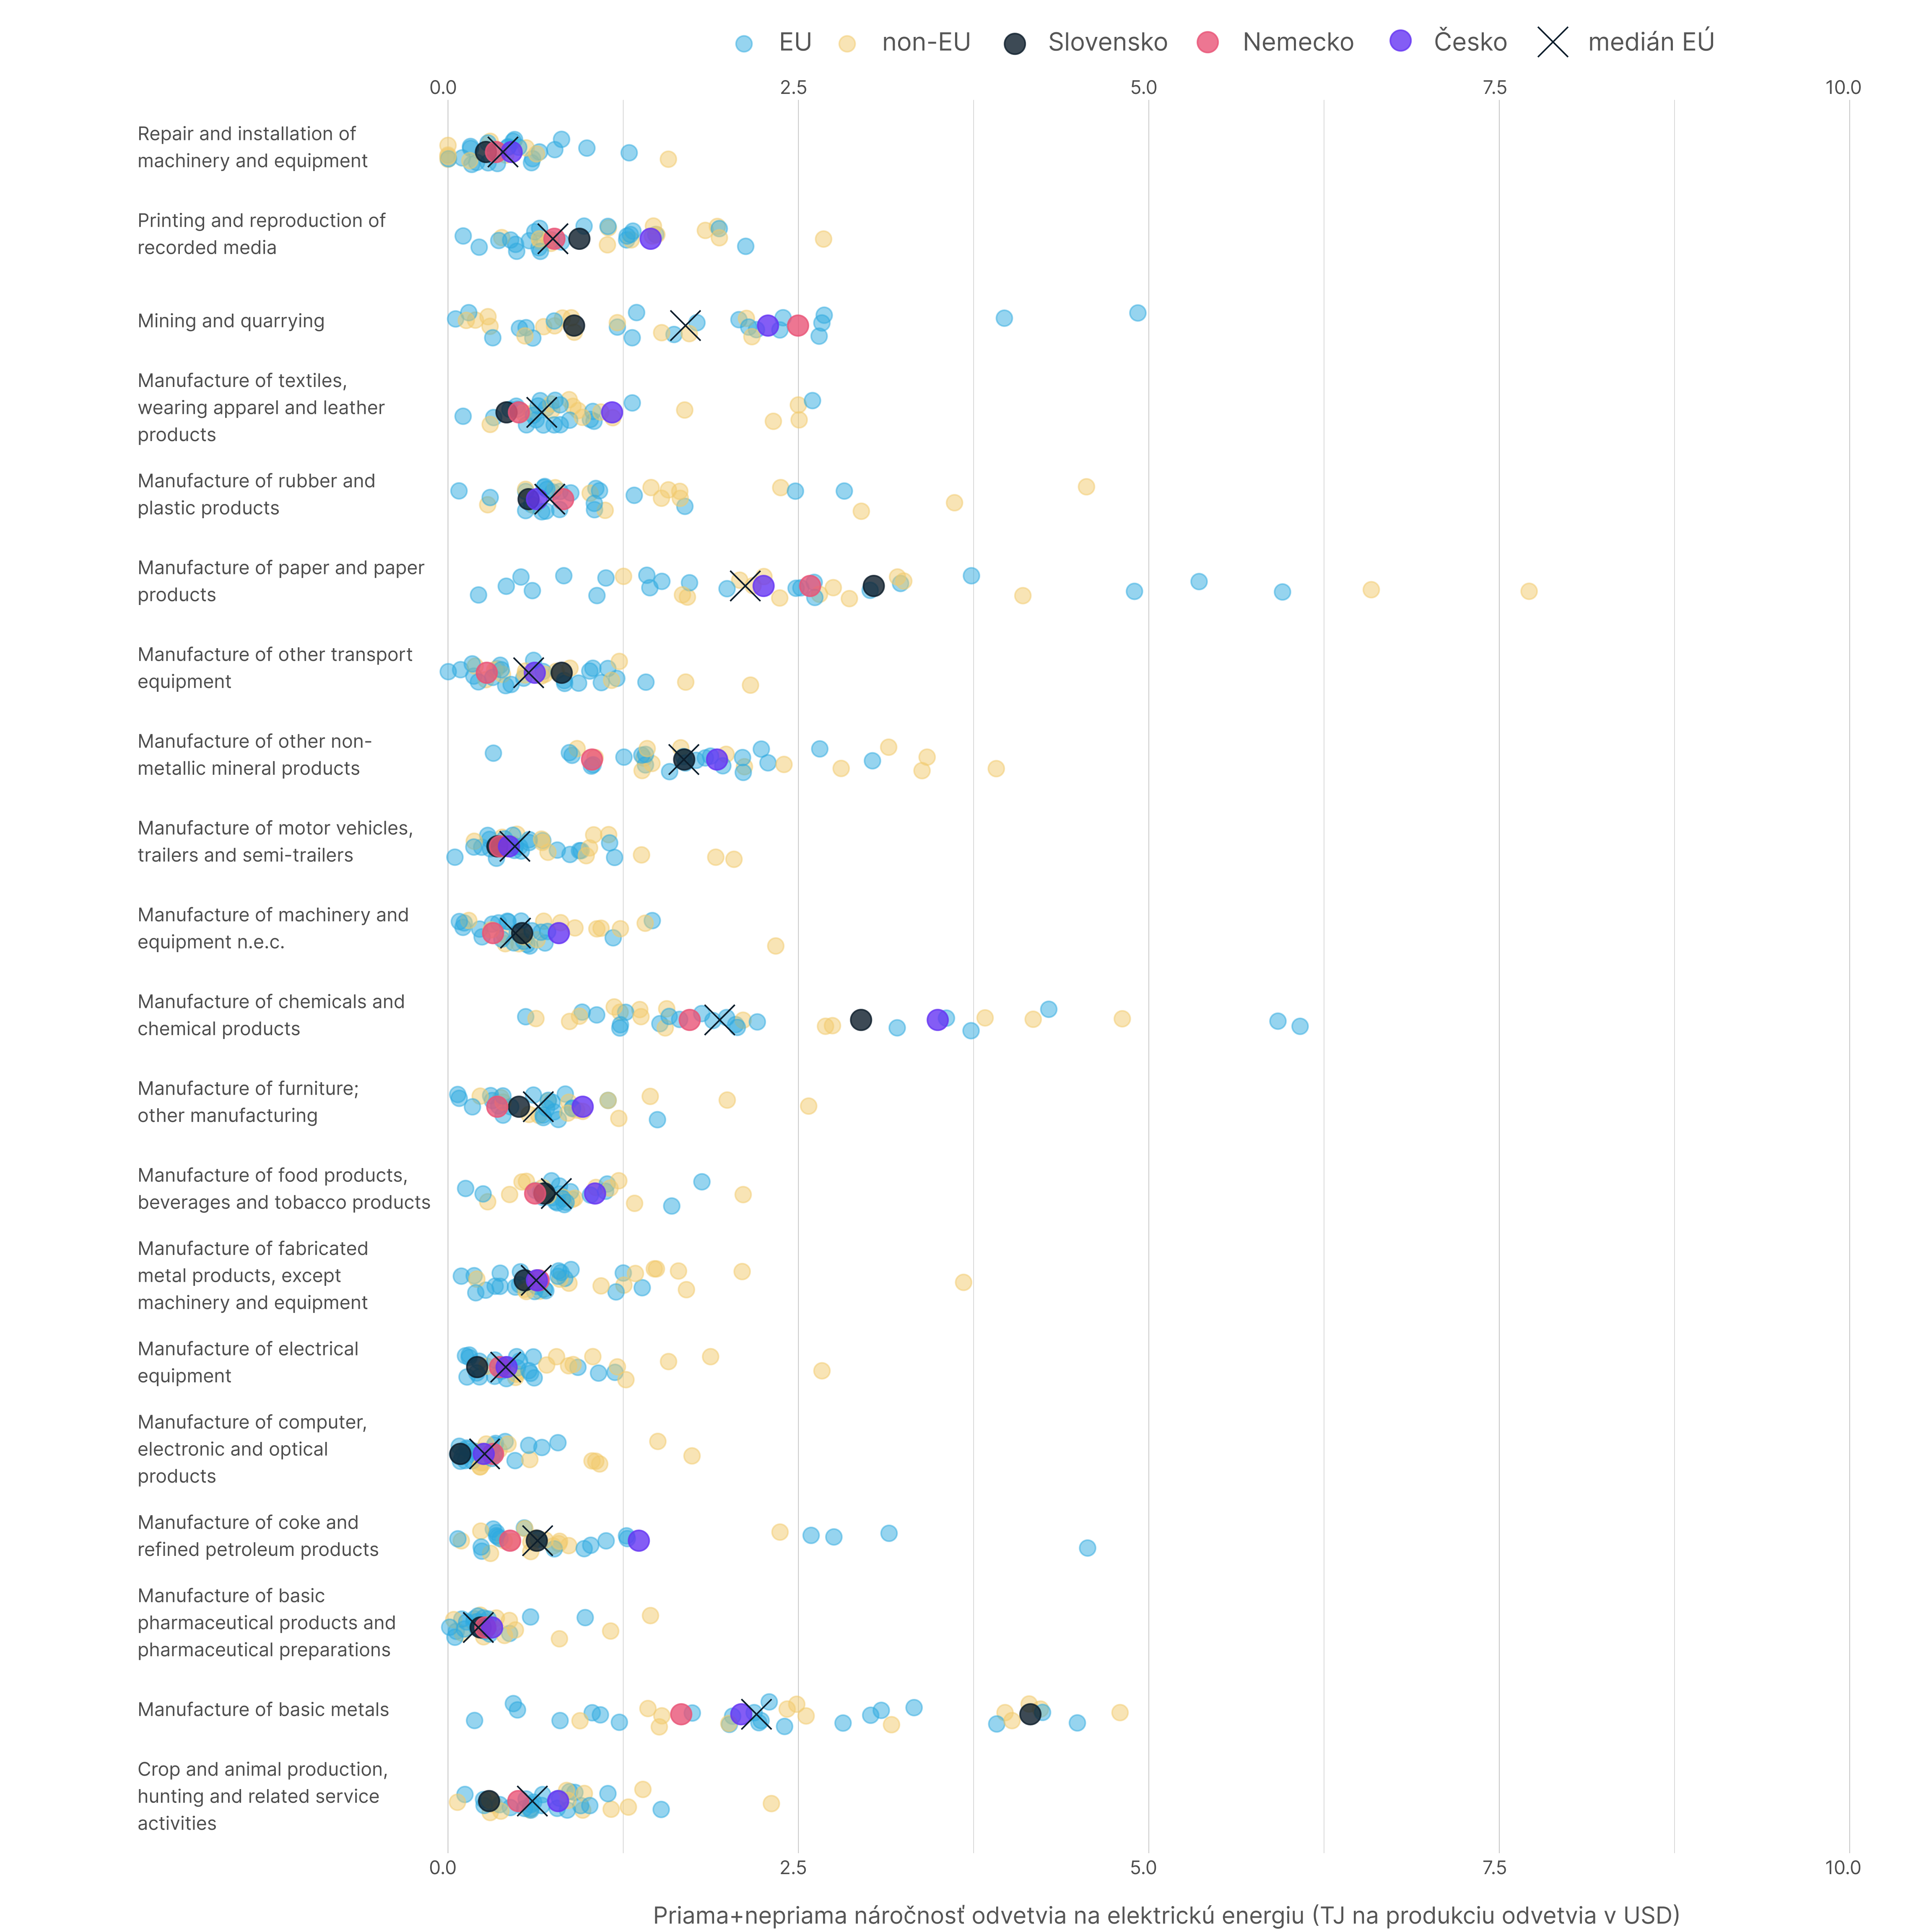 EU non-EU Slovensko Nemecko Česko medián EÚ
0.0 2.5 5.0 7.5 10.0
Repair and installation of
machinery and equipment
Printing and reproduction of
recorded media
Mining and quarrying
Manufacture of textiles,
wearing apparel and leather
products
Manufacture of rubber and
plastic products
Manufacture of paper and paper
products
Manufacture of other transport
equipment
Manufacture of other non-
metallic mineral products
Manufacture of motor vehicles,
trailers and semi-trailers
Manufacture of machinery and
equipment n.e.c.
Manufacture of chemicals and
chemical products
Manufacture of furniture;
other manufacturing
Manufacture of food products,
beverages and tobacco products
Manufacture of fabricated
metal products, except
machinery and equipment
Manufacture of electrical
equipment
Manufacture of computer,
electronic and optical
products
Manufacture of coke and
refined petroleum products
Manufacture of basic
pharmaceutical products and
pharmaceutical preparations
Manufacture of basic metals
Crop and animal production,
hunting and related service
activities
0.0 2.5 5.0 7.5 10.0
Priama+nepriama náročnosť odvetvia na elektrickú energiu (TJ na produkciu odvetvia v USD)